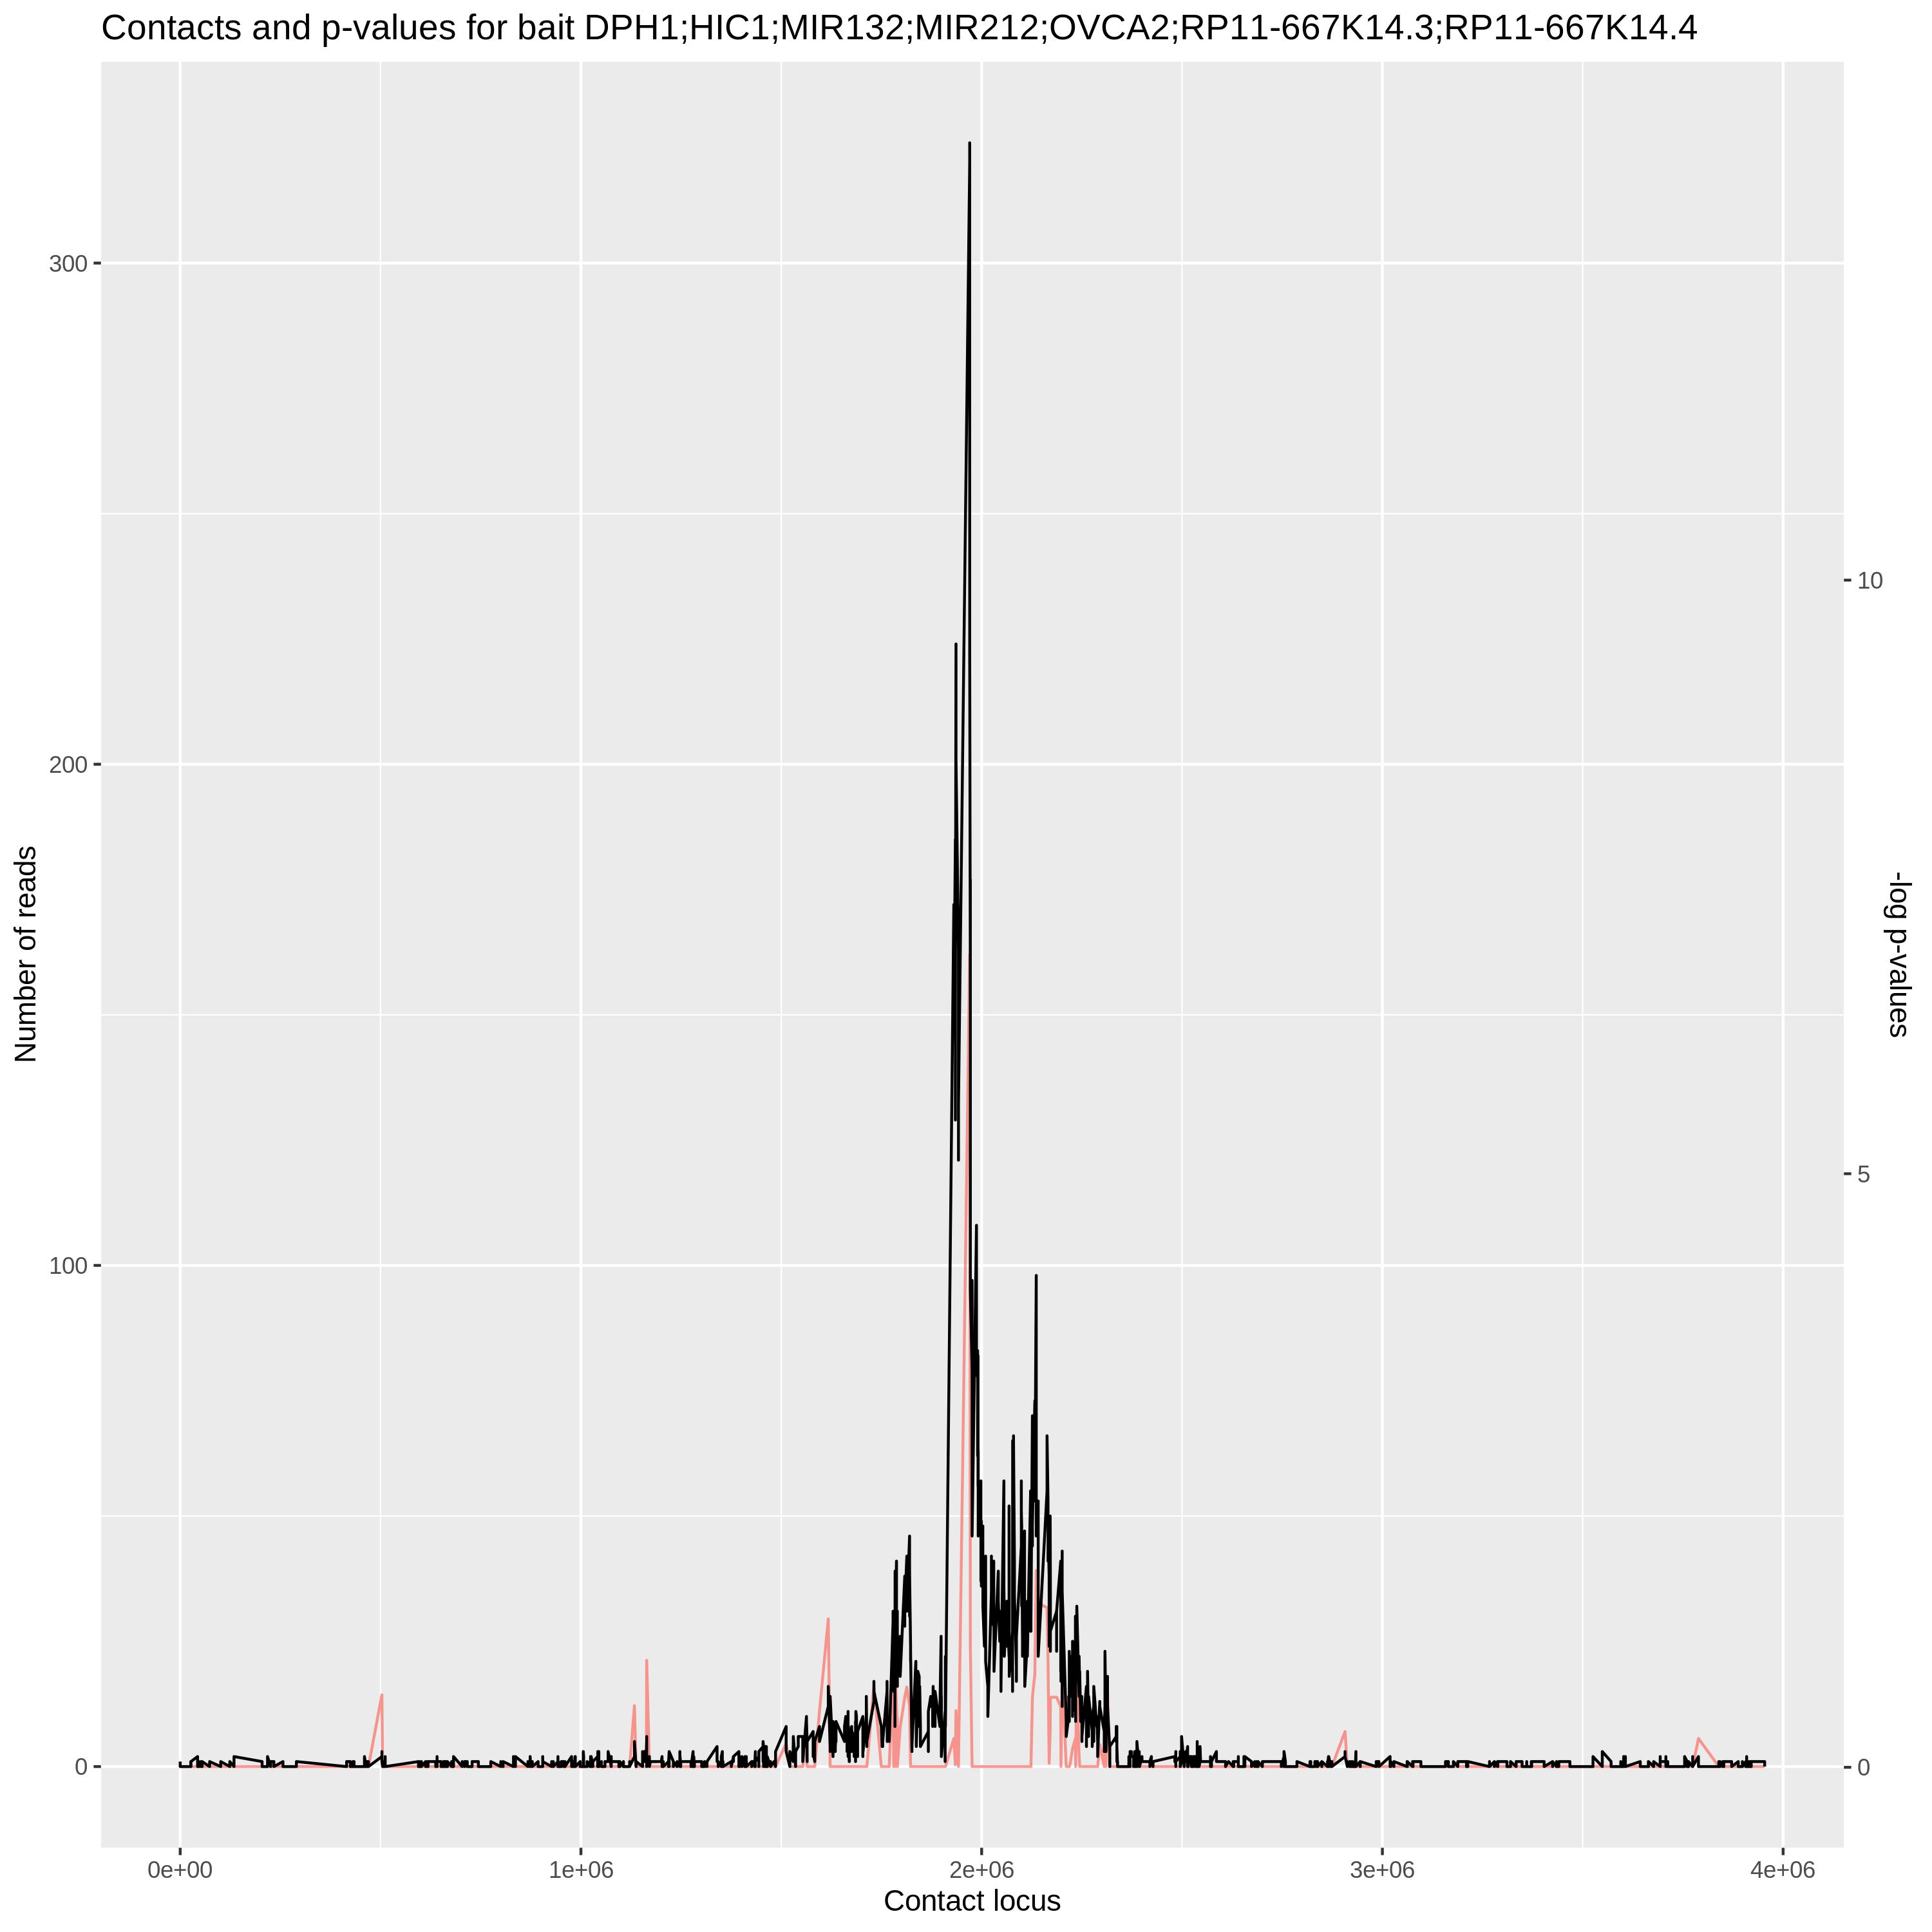 Contacts and p-values for bait DPH1;HIC1;MIR132;MIR212;OVCA2;RP11-667K14.3;RP11-667K14.4
300
200
100
0
Number of reads
10
5
0
-log p-values
0e+00
1e+06
2e+06
3e+06
4e+06
Contact locus